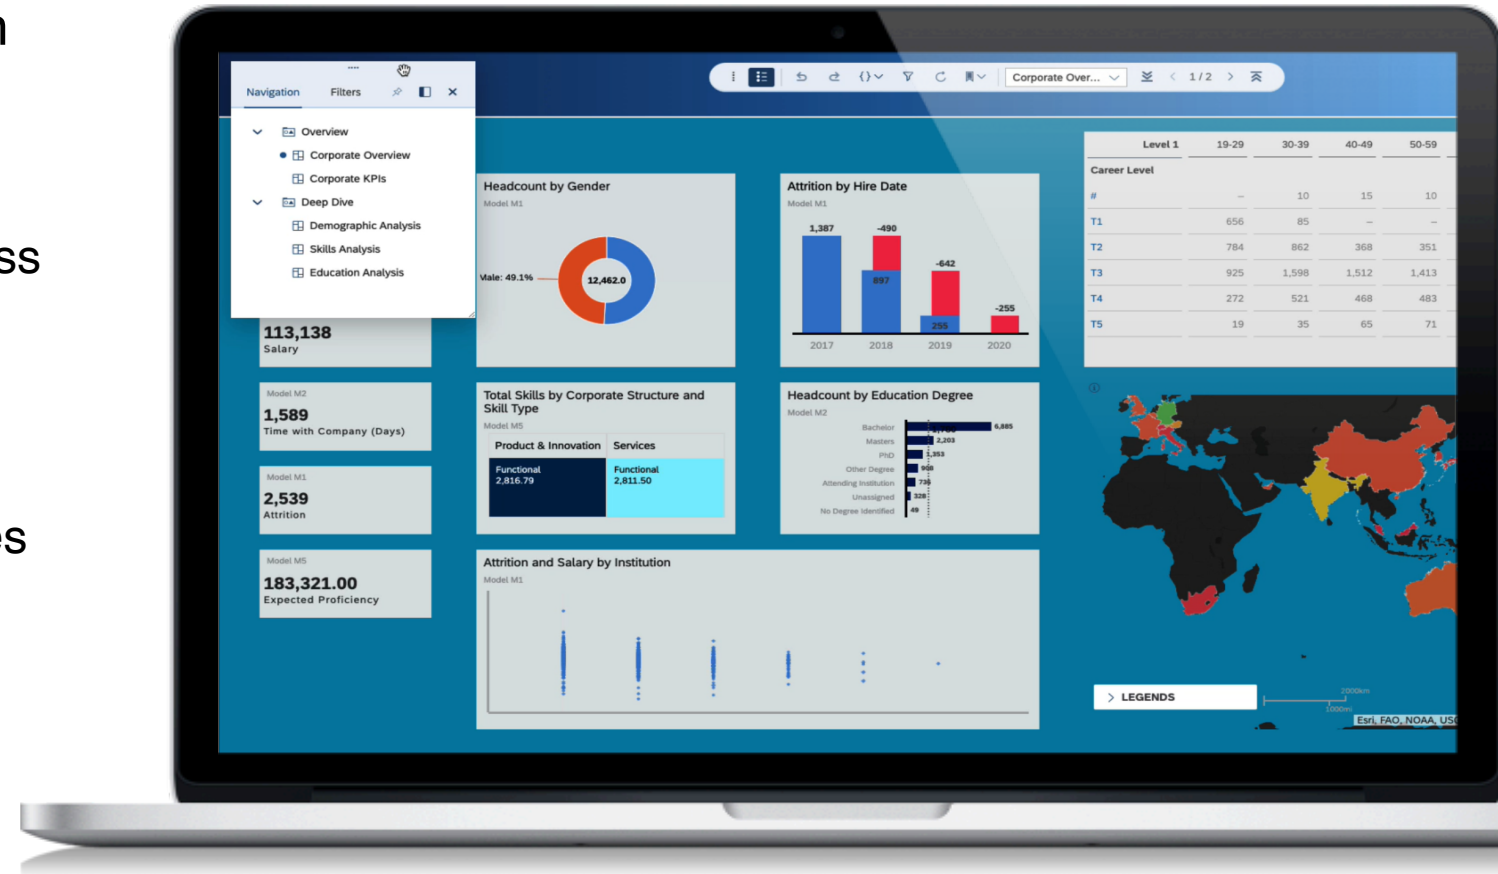 n
ss
es
Navigation Filters
Overview
Corporate Overview
Corporate KPIs
Deep Dive
Demographic Analysis
Skills Analysis
Education Analysis
Corporate Over...
1 / 2
113,138
Salary
Model M2
1,589
Time with Company (Days)
Model M1
2,539
Attrition
Model M5
183,321.00
Expected Proficiency
Headcount by Gender
Model M1
Male: 49.1%
12,462.0
Attrition by Hire Date
Model M1
1,387 -490
-642
897
-255
255
2017 2018 2019 2020
Total Skills by Corporate Structure and
Skill Type
Model M5
Product & Innovation Services
Functional Functional
2,816.79 2,811.50
Headcount by Education Degree
Model M2
Bachelor 6,885
Masters 2,203
PhD 1,353
Other Degree 908
Attending Institution
Unassigned 328
No Degree Identified 49
Attrition and Salary by Institution
Model M1
Level 1 19-29 30-39 40-49 50-59
Career Level
# – 10 15 10
T1 656 85 – –
T2 784 862 368 351
T3 925 1,598 1,512 1,413
T4 272 521 468 483
T5 19 35 65 71
LEGENDS
2000km
1000mi
Esri, FAO, NOAA,